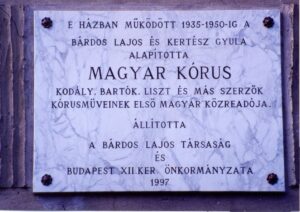 E HÁZBAN MŰKÖDÖTT 1935-1950-IG A
BÁRDOS LAJOS ÉS KERTÉSZ GYULA
ALAPÍTOTTA
MAGYAR KÓRUS
KODÁLY, BARTÓK, LISZT ÉS MÁS SZERZŐK
KÓRUSMŰVEINEK ELSŐ MAGYAR KÖZREADÓJA.
ÁLLÍTOTTA
A BÁRDOS LAJOS TÁRSASÁG
ÉS
BUDAPEST XII.KER. ÖNKORMÁNYZATA
1997